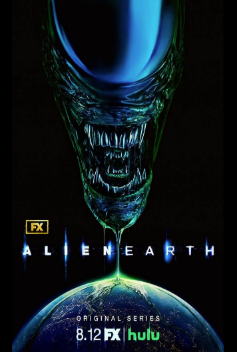 FX
ALIEN EARTH
ORIGINAL SERIES
8.12 FX | hulu